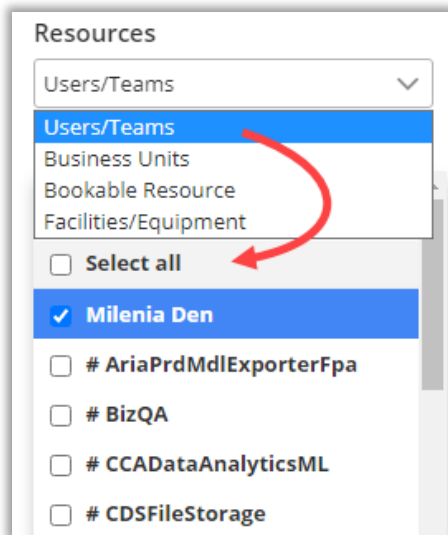 Resources
Users/Teams
Users/Teams
Business Units
Bookable Resource
Facilities/Equipment
Select all
Milenia Den
# AriaPrdMdlExporterFpa
# BizQA
# CCADataAnalyticsML
# CDSFileStorage